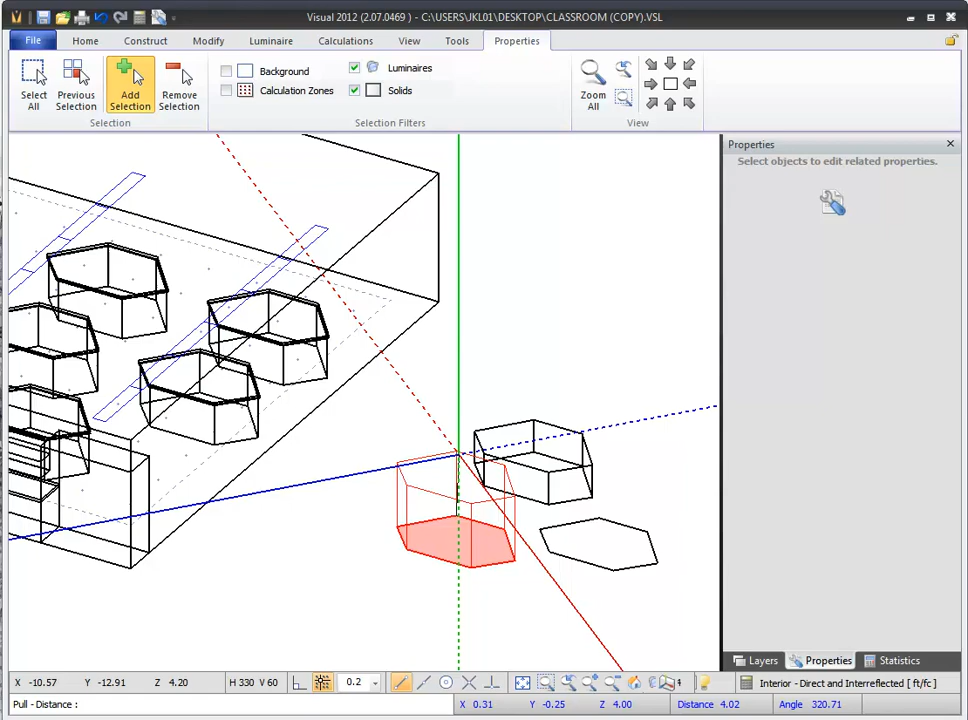 Visual 2012 (2.07.0469) - C:\USERS\JKL01\DESKTOP\CLASSROOM (COPY).VSL
File Home Construct Modify Luminaire Calculations View Tools Properties
Select All
Previous Selection
Add Selection
Remove Selection
Selection
Background
Calculation Zones
Luminaires
Solids
Selection Filters
Zoom All
View
Properties
Select objects to edit related properties.
Layers Properties Statistics
X -10.57 Y -12.91 Z 4.20 H 330 V 60 0.2 Interior - Direct and Interreflected [ ft/fc ]
Pull - Distance : X 0.31 Y -0.25 Z 4.00 Distance 4.02 Angle 320.71